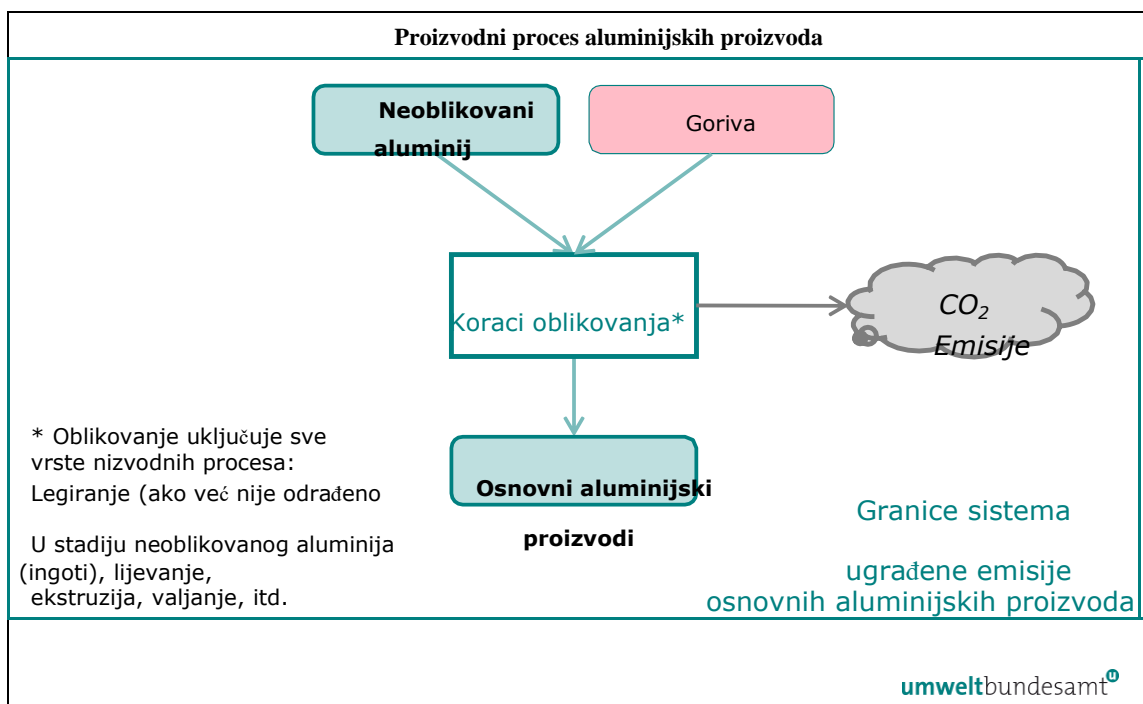 Proizvodni proces aluminijskih proizvoda
Neoblikovani
aluminij
Goriva
Koraci oblikovanja*
CO2
Emisije
* Oblikovanje uključuje sve
vrste nizvodnih procesa:
Legiranje (ako već nije odrađeno
U stadiju neoblikovanog aluminija
(ingoti), lijevanje,
ekstruzija, valjanje, itd.
Osnovni aluminijski
proizvodi
Granice sistema
ugrađene emisije
osnovnih aluminijskih proizvoda
umweltbundesamt